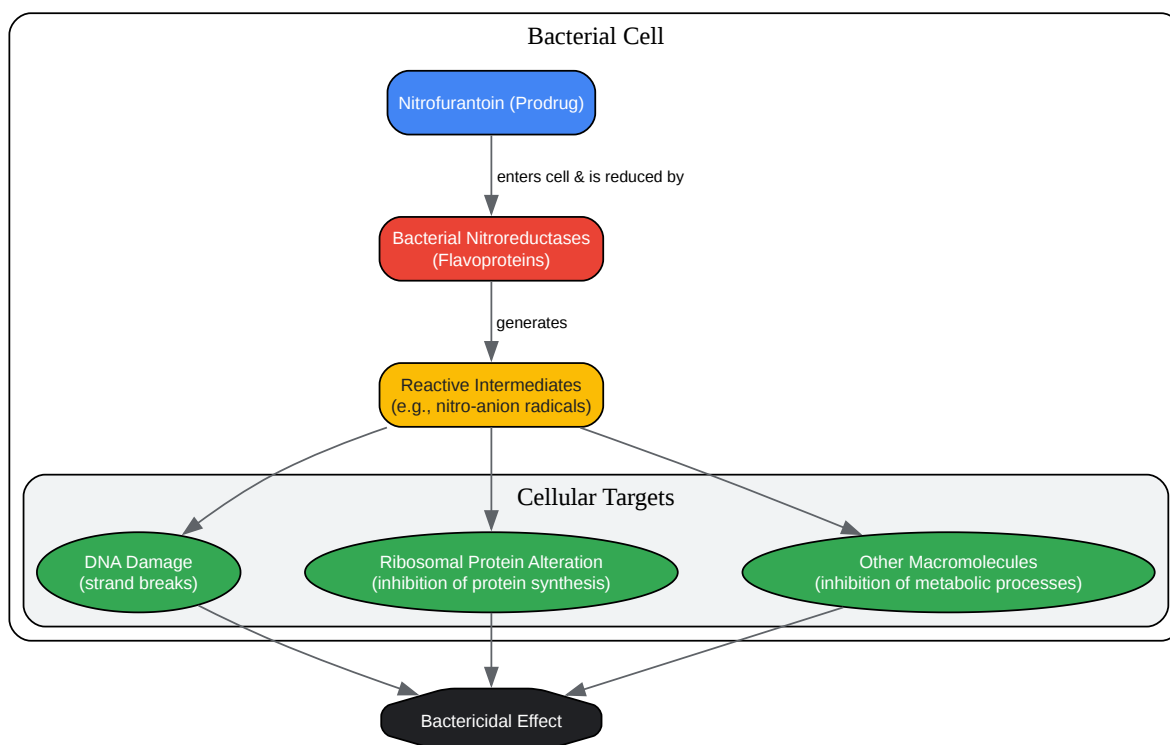 Bacterial Cell
Nitrofurantoin (Prodrug)
enters cell & is reduced by
Bacterial Nitroreductases
(Flavoproteins)
generates
Reactive Intermediates
(e.g., nitro-anion radicals)
Cellular Targets
DNA Damage
(strand breaks)
Ribosomal Protein Alteration
(inhibition of protein synthesis)
Other Macromolecules
(inhibition of metabolic processes)
Bactericidal Effect